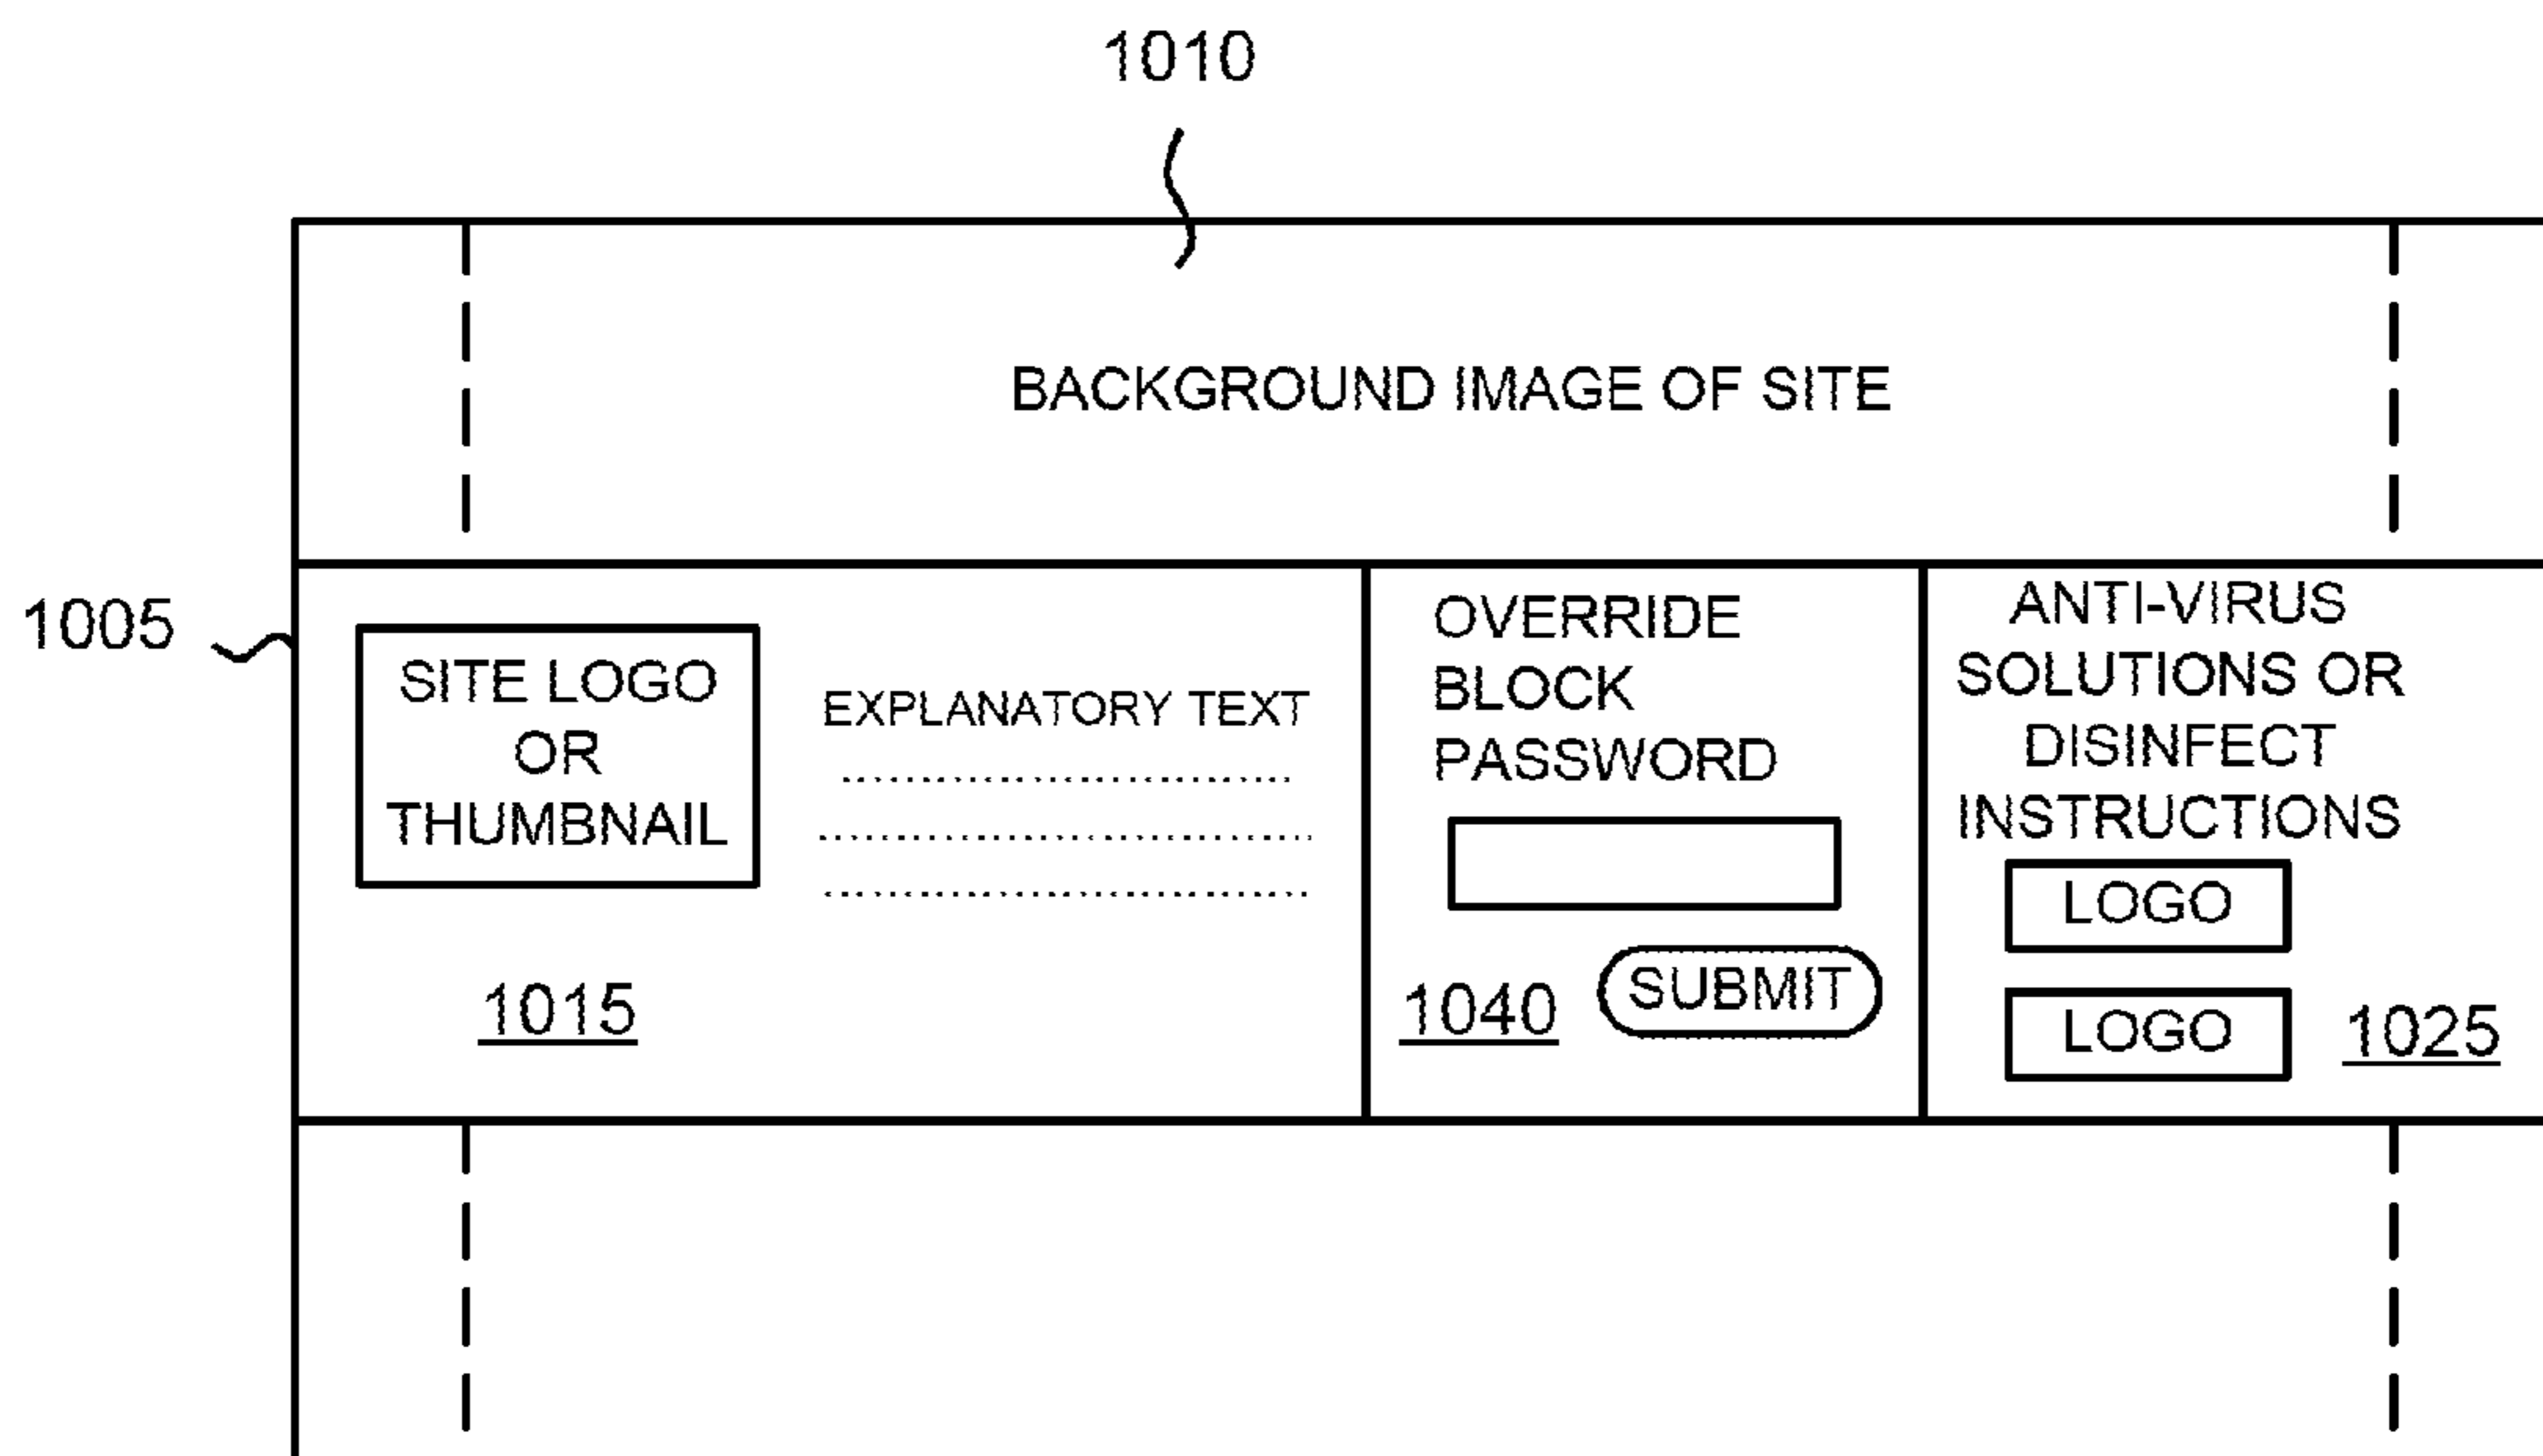 1010
BACKGROUND IMAGE OF SITE
1005
SITE LOGO
OR
THUMBNAIL
EXPLANATORY TEXT
1015
OVERRIDE
BLOCK
PASSWORD
SUBMIT
1040
ANTI-VIRUS
SOLUTIONS OR
DISINFECT
INSTRUCTIONS
LOGO
LOGO
1025